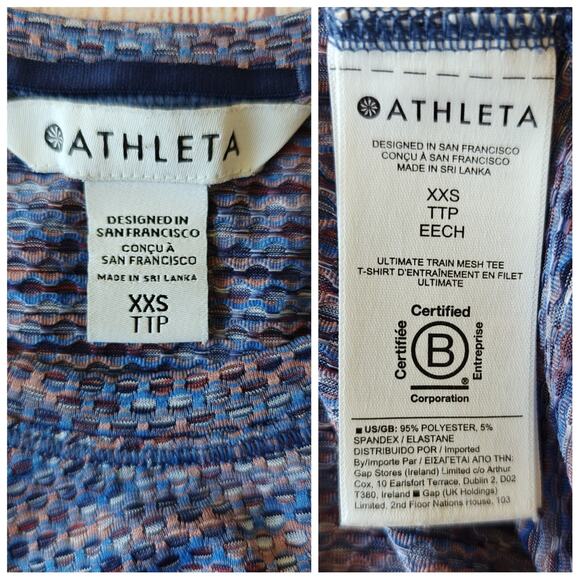 ATHLETA
DESIGNED IN
SAN FRANCISCO
CONÇU À
SAN FRANCISCO
MADE IN SRI LANKA
XXS
TTP
ATHLETA
DESIGNED IN SAN FRANCISCO
CONÇU À SAN FRANCISCO
MADE IN SRI LANKA
XXS
TTP
EECH
ULTIMATE TRAIN MESH TEE
T-SHIRT D'ENTRAÎNEMENT EN FILET
ULTIMATE
Certified
Certifiée
B
®
Entreprise
Corporation
■ US/GB: 95% POLYESTER, 5%
SPANDEX / ELASTANE
DISTRIBUIDO POR / Imported
By/importe Par / ΕΙΣΑΓΕΤΑΙ ΑΠΟ ΤΗΝ:
Gap Stores (Ireland) Limited c/o Arthur
Cox, 10 Earlsfort Terrace, Dublin 2, D02
T380, Ireland ■ Gap (UK Holdings)
Limited, 2nd Floor Nations House, 103